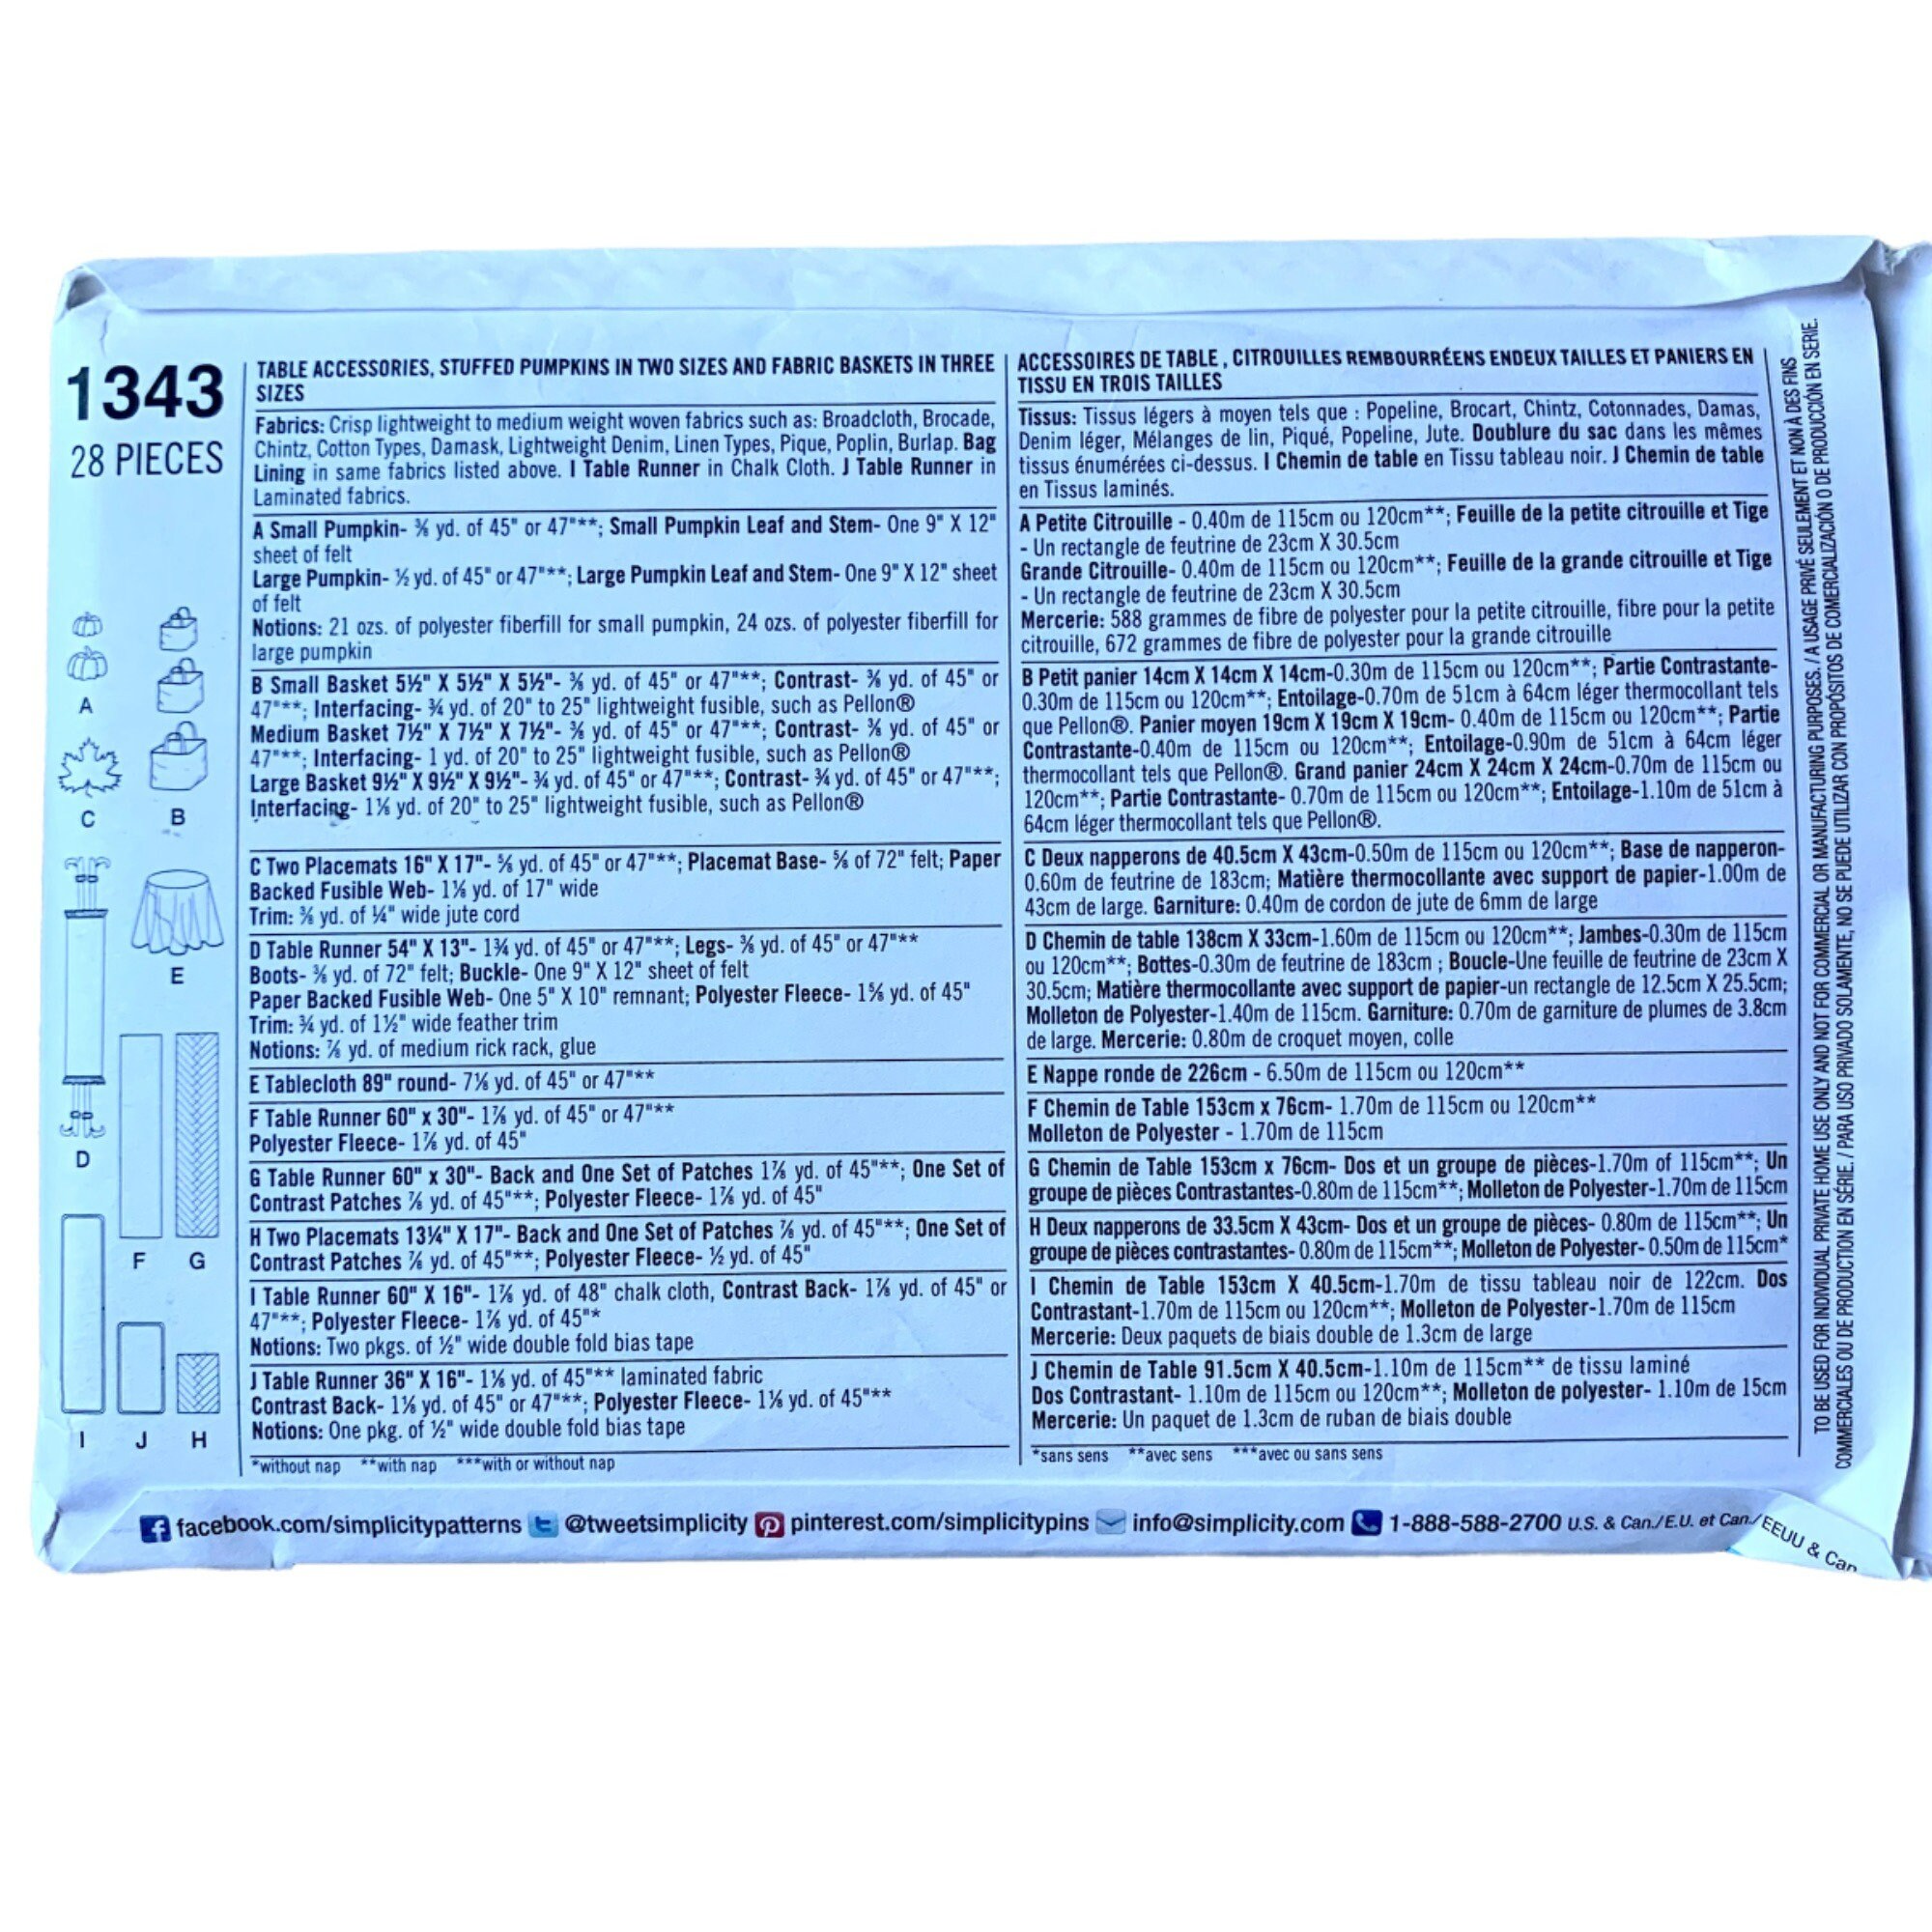 1343
28 PIECES
A
B
C
D
E
F
G
I
J
H
TABLE ACCESSORIES, STUFFED PUMPKINS IN TWO SIZES AND FABRIC BASKETS IN THREE
SIZES
Fabrics: Crisp lightweight to medium weight woven fabrics such as: Broadcloth, Brocade,
Chintz, Cotton Types, Damask, Lightweight Denim, Linen Types, Pique, Poplin, Burlap. Bag
Lining in same fabrics listed above. I Table Runner in Chalk Cloth. J Table Runner in
Laminated fabrics.
A Small Pumpkin- ⅜ yd. of 45" or 47"**; Small Pumpkin Leaf and Stem- One 9" X 12"
sheet of felt
Large Pumpkin- ½ yd. of 45" or 47"**; Large Pumpkin Leaf and Stem- One 9" X 12" sheet
of felt
Notions: 21 ozs. of polyester fiberfill for small pumpkin, 24 ozs. of polyester fiberfill for
large pumpkin
B Small Basket 5½" X 5½" X 5½"- ⅜ yd. of 45" or 47"**; Contrast- ⅜ yd. of 45" or
47"**; Interfacing- ¾ yd. of 20" to 25" lightweight fusible, such as Pellon®
Medium Basket 7½" X 7½" X 7½"- ⅜ yd. of 45" or 47"**; Contrast- ⅜ yd. of 45" or
47"**; Interfacing- 1 yd. of 20" to 25" lightweight fusible, such as Pellon®
Large Basket 9½" X 9½" X 9½"- ¾ yd. of 45" or 47"**; Contrast- ¾ yd. of 45" or 47"**;
Interfacing- 1⅛ yd. of 20" to 25" lightweight fusible, such as Pellon®
C Two Placemats 16" X 17"- ⅝ yd. of 45" or 47"**; Placemat Base- ⅝ of 72" felt; Paper
Backed Fusible Web- 1⅛ yd. of 17" wide
Trim: ⅜ yd. of ¼" wide jute cord
D Table Runner 54" X 13"- 1¾ yd. of 45" or 47"**; Legs- ⅜ yd. of 45" or 47"**
Boots- ⅜ yd. of 72" felt; Buckle- One 9" X 12" sheet of felt
Paper Backed Fusible Web- One 5" X 10" remnant; Polyester Fleece- 1⅝ yd. of 45"
Trim: ¾ yd. of 1½" wide feather trim
Notions: ⅞ yd. of medium rick rack, glue
E Tablecloth 89" round- 7⅛ yd. of 45" or 47"**
F Table Runner 60" x 30"- 1⅞ yd. of 45" or 47"**
Polyester Fleece- 1⅞ yd. of 45"
G Table Runner 60" x 30"- Back and One Set of Patches 1⅞ yd. of 45"**; One Set of
Contrast Patches ⅞ yd. of 45"**; Polyester Fleece- 1⅞ yd. of 45"
H Two Placemats 13¼" X 17"- Back and One Set of Patches ⅞ yd. of 45"**; One Set of
Contrast Patches ⅞ yd. of 45"**; Polyester Fleece- ½ yd. of 45"
I Table Runner 60" X 16"- 1⅞ yd. of 48" chalk cloth, Contrast Back- 1⅞ yd. of 45" or
47"**; Polyester Fleece- 1⅞ yd. of 45"*
Notions: Two pkgs. of ½" wide double fold bias tape
J Table Runner 36" X 16"- 1⅛ yd. of 45"** laminated fabric
Contrast Back- 1⅛ yd. of 45" or 47"**; Polyester Fleece- 1⅛ yd. of 45"**
Notions: One pkg. of ½" wide double fold bias tape
*without nap **with nap ***with or without nap
ACCESSOIRES DE TABLE , CITROUILLES REMBOURRÉENS ENDEUX TAILLES ET PANIERS EN
TISSU EN TROIS TAILLES
Tissus: Tissus légers à moyen tels que : Popeline, Brocart, Chintz, Cotonnades, Damas,
Denim léger, Mélanges de lin, Piqué, Popeline, Jute. Doublure du sac dans les mêmes
tissus énumérées ci-dessus. I Chemin de table en Tissu tableau noir. J Chemin de table
en Tissus laminés.
A Petite Citrouille - 0.40m de 115cm ou 120cm**; Feuille de la petite citrouille et Tige
- Un rectangle de feutrine de 23cm X 30.5cm
Grande Citrouille- 0.40m de 115cm ou 120cm**; Feuille de la grande citrouille et Tige
- Un rectangle de feutrine de 23cm X 30.5cm
Mercerie: 588 grammes de fibre de polyester pour la petite citrouille, fibre pour la petite
citrouille, 672 grammes de fibre de polyester pour la grande citrouille
B Petit panier 14cm X 14cm X 14cm-0.30m de 115cm ou 120cm**; Partie Contrastante-
0.30m de 115cm ou 120cm**; Entoilage-0.70m de 51cm à 64cm léger thermocollant tels
que Pellon®. Panier moyen 19cm X 19cm X 19cm- 0.40m de 115cm ou 120cm**; Partie
Contrastante-0.40m de 115cm ou 120cm**; Entoilage-0.90m de 51cm à 64cm léger
thermocollant tels que Pellon®. Grand panier 24cm X 24cm X 24cm-0.70m de 115cm ou
120cm**; Partie Contrastante- 0.70m de 115cm ou 120cm**; Entoilage-1.10m de 51cm à
64cm léger thermocollant tels que Pellon®.
C Deux napperons de 40.5cm X 43cm-0.50m de 115cm ou 120cm**; Base de napperon-
0.60m de feutrine de 183cm; Matière thermocollante avec support de papier-1.00m de
43cm de large. Garniture: 0.40m de cordon de jute de 6mm de large
D Chemin de table 138cm X 33cm-1.60m de 115cm ou 120cm**; Jambes-0.30m de 115cm
ou 120cm**; Bottes-0.30m de feutrine de 183cm ; Boucle-Une feuille de feutrine de 23cm X
30.5cm; Matière thermocollante avec support de papier-un rectangle de 12.5cm X 25.5cm;
Molleton de Polyester-1.40m de 115cm. Garniture: 0.70m de garniture de plumes de 3.8cm
de large. Mercerie: 0.80m de croquet moyen, colle
E Nappe ronde de 226cm - 6.50m de 115cm ou 120cm**
F Chemin de Table 153cm x 76cm- 1.70m de 115cm ou 120cm**
Molleton de Polyester - 1.70m de 115cm
G Chemin de Table 153cm x 76cm- Dos et un groupe de pièces-1.70m of 115cm**; Un
groupe de pièces Contrastantes-0.80m de 115cm**; Molleton de Polyester-1.70m de 115cm
H Deux napperons de 33.5cm X 43cm- Dos et un groupe de pièces- 0.80m de 115cm**; Un
groupe de pièces contrastantes- 0.80m de 115cm**; Molleton de Polyester- 0.50m de 115cm*
I Chemin de Table 153cm X 40.5cm-1.70m de tissu tableau noir de 122cm. Dos
Contrastant-1.70m de 115cm ou 120cm**; Molleton de Polyester-1.70m de 115cm
Mercerie: Deux paquets de biais double de 1.3cm de large
J Chemin de Table 91.5cm X 40.5cm-1.10m de 115cm** de tissu laminé
Dos Contrastant- 1.10m de 115cm ou 120cm**; Molleton de polyester- 1.10m de 15cm
Mercerie: Un paquet de 1.3cm de ruban de biais double
*sans sens **avec sens ***avec ou sans sens
TO BE USED FOR INDIVIDUAL PRIVATE HOME USE ONLY AND NOT FOR COMMERCIAL OR MANUFACTURING PURPOSES. / A USAGE PRIVÉ SEULEMENT ET NON À DES FINS
COMMERCIALES OU DE PRODUCTION EN SÉRIE. / PARA USO PRIVADO SOLAMENTE, NO SE PUEDE UTILIZAR CON PROPÓSITOS DE COMERCIALIZACIÓN O DE PRODUCCIÓN EN SERIE.
facebook.com/simplicitypatterns @tweetsimplicity pinterest.com/simplicitypins info@simplicity.com 1-888-588-2700 U.S. & Can./E.U. et Can./EEUU & Can